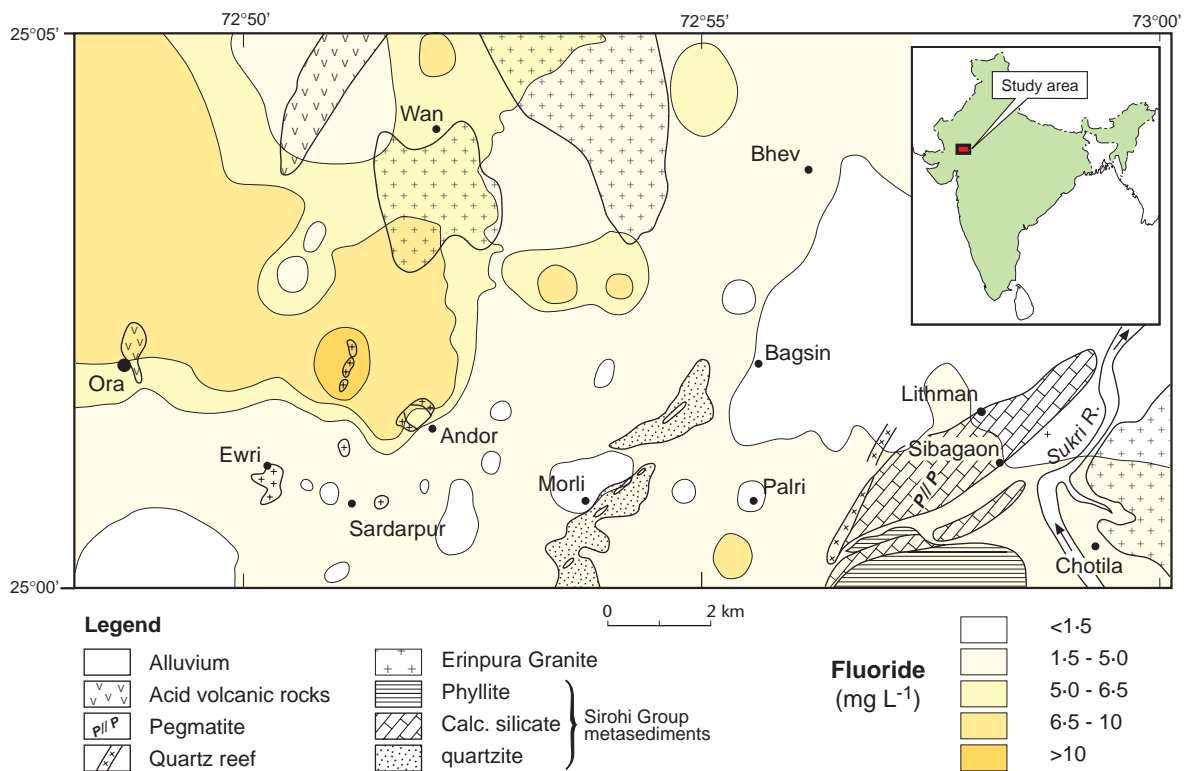 72°50'
72°55'
73°00'
25°05'
Study area
Wan
Bhev
Ora
Bagsin
Lithman
Andor
Sukri R.
Ewri
Sibagaon
Morli
Palri
P//P
Sardarpur
Chotila
25°00'
0 2 km
Legend
Alluvium
Acid volcanic rocks
P//P Pegmatite
Quartz reef
Erinpura Granite
Phyllite
Calc. silicate
quartzite
Sirohi Group
metasediments
Fluoride
(mg L-1)
<1·5
1·5 - 5·0
5·0 - 6·5
6·5 - 10
>10